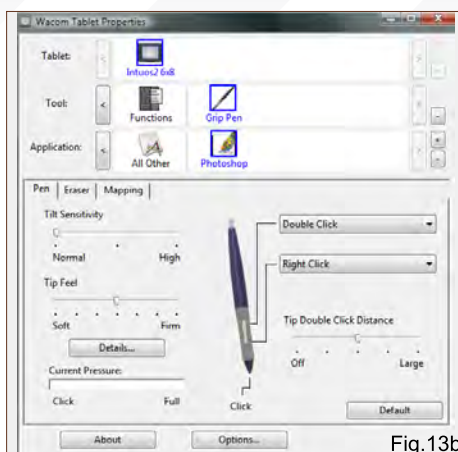 Wacom Tablet Properties
Tablet:
Intuos2 6x8
Tool:
Functions Grip Pen
Application:
All Other Photoshop
Pen Eraser Mapping
Tilt Sensitivity
Double Click
Normal High
Right Click
Tip Feel
Tip Double Click Distance
Soft Firm
Details...
Off Large
Current Pressure:
Click Full
Click
Default
About Options...
Fig.13b